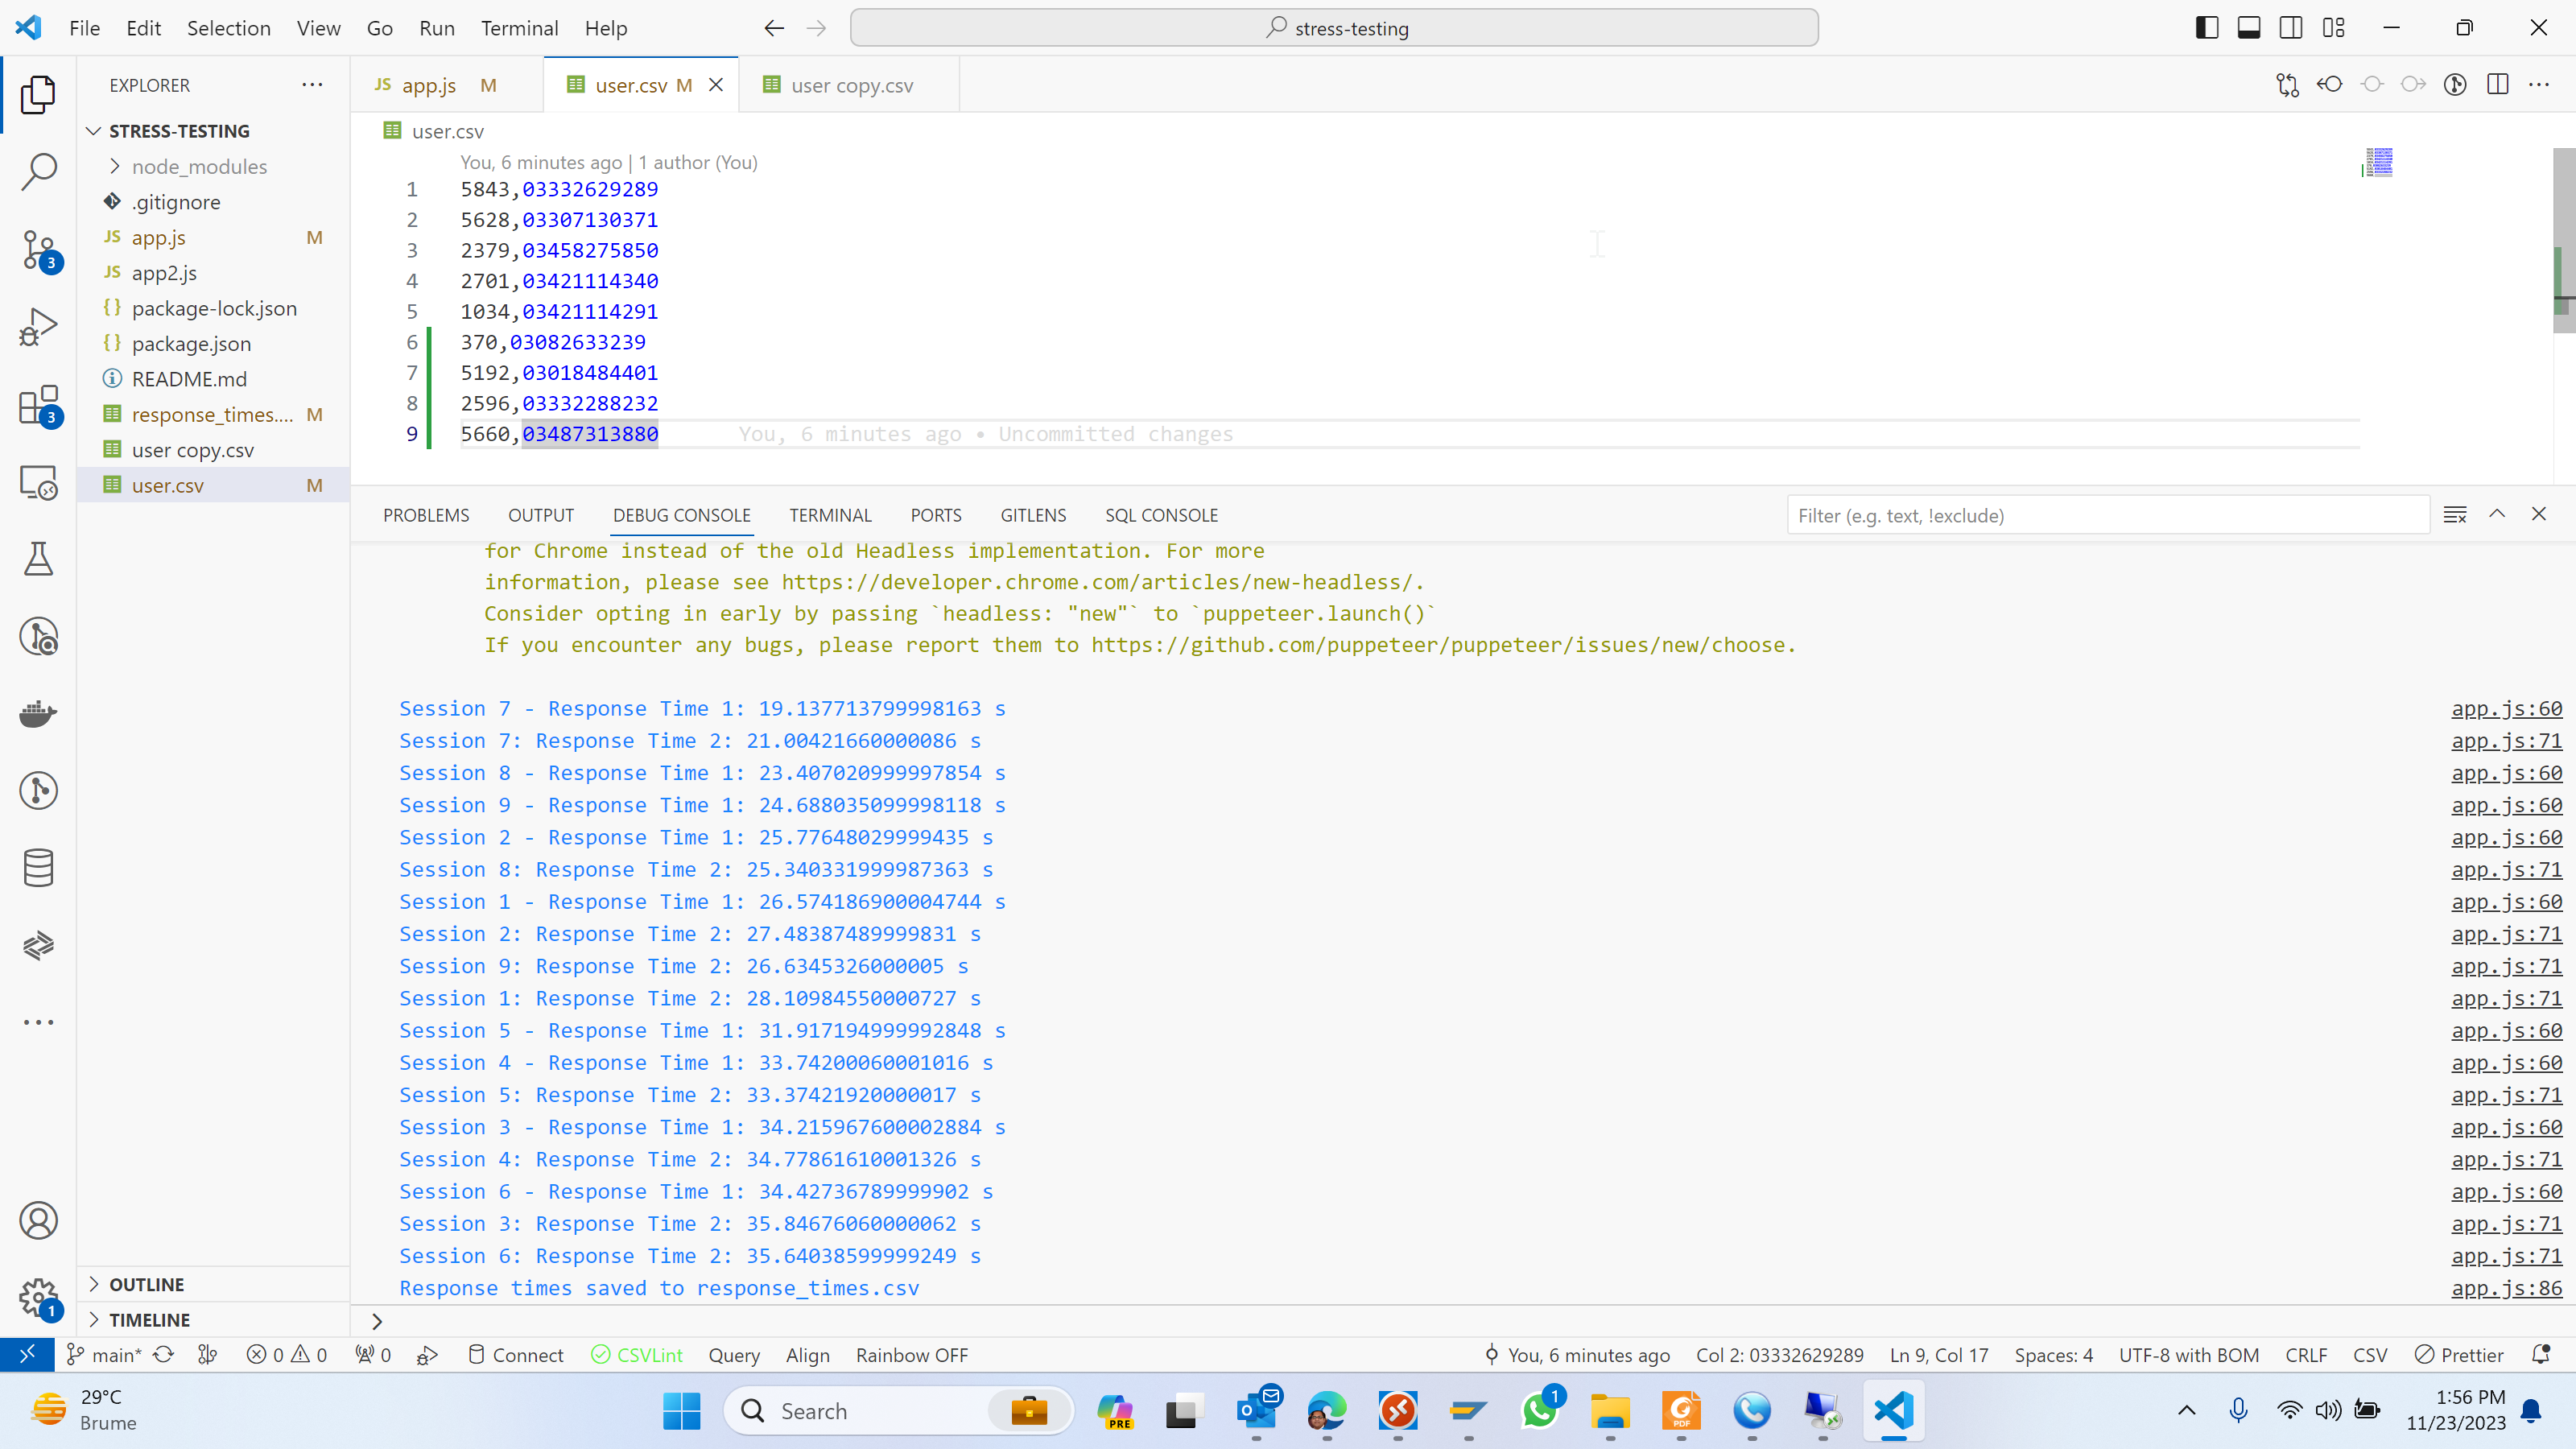 File Edit Selection View Go Run Terminal Help
stress-testing
EXPLORER
STRESS-TESTING
node_modules
.gitignore
JS app.js M
JS app2.js
{ } package-lock.json
{ } package.json
README.md
response_times.... M
user copy.csv
user.csv M
OUTLINE
TIMELINE
3
3
1
JS app.js M
user.csv M
user copy.csv
user.csv
You, 6 minutes ago | 1 author (You)
1 5843,03332629289
2 5628,03307130371
3 2379,03458275850
4 2701,03421114340
5 1034,03421114291
6 370,03082633239
7 5192,03018484401
8 2596,03332288232
9 5660,03487313880 You, 6 minutes ago • Uncommitted changes
PROBLEMS OUTPUT DEBUG CONSOLE TERMINAL PORTS GITLENS SQL CONSOLE
Filter (e.g. text, !exclude)
for Chrome instead of the old Headless implementation. For more
information, please see https://developer.chrome.com/articles/new-headless/.
Consider opting in early by passing `headless: "new"` to `puppeteer.launch()`
If you encounter any bugs, please report them to https://github.com/puppeteer/puppeteer/issues/new/choose.
Session 7 - Response Time 1: 19.137713799998163 s app.js:60
Session 7: Response Time 2: 21.00421660000086 s app.js:71
Session 8 - Response Time 1: 23.407020999997854 s app.js:60
Session 9 - Response Time 1: 24.688035099998118 s app.js:60
Session 2 - Response Time 1: 25.77648029999435 s app.js:60
Session 8: Response Time 2: 25.340331999987363 s app.js:71
Session 1 - Response Time 1: 26.574186900004744 s app.js:60
Session 2: Response Time 2: 27.48387489999831 s app.js:71
Session 9: Response Time 2: 26.6345326000005 s app.js:71
Session 1: Response Time 2: 28.10984550000727 s app.js:71
Session 5 - Response Time 1: 31.917194999992848 s app.js:60
Session 4 - Response Time 1: 33.74200060001016 s app.js:60
Session 5: Response Time 2: 33.37421920000017 s app.js:71
Session 3 - Response Time 1: 34.215967600002884 s app.js:60
Session 4: Response Time 2: 34.77861610001326 s app.js:71
Session 6 - Response Time 1: 34.42736789999902 s app.js:60
Session 3: Response Time 2: 35.84676060000062 s app.js:71
Session 6: Response Time 2: 35.64038599999249 s app.js:71
Response times saved to response_times.csv app.js:86
main* 0 0 0 Connect CSVLint Query Align Rainbow OFF You, 6 minutes ago Col 2: 03332629289 Ln 9, Col 17 Spaces: 4 UTF-8 with BOM CRLF CSV Prettier
29°C
Brume
Search
PRE
1
PDF
1:56 PM
11/23/2023